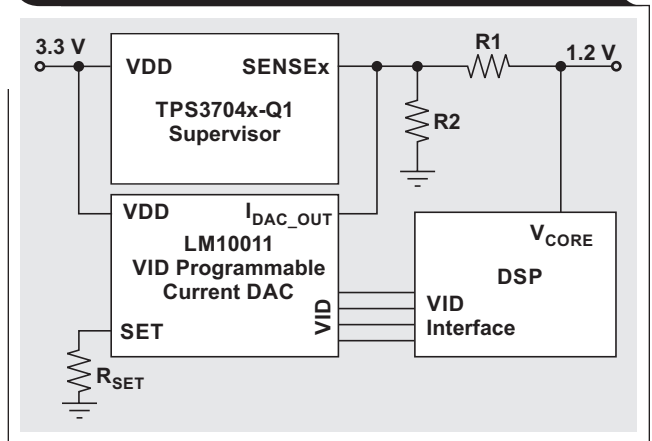 3.3 V
VDD
SENSEx
TPS3704x-Q1
Supervisor
R1
1.2 V
R2
VDD
IDAC_OUT
LM10011
VID Programmable
Current DAC
SET
VID
RSET
VCORE
DSP
VID
Interface